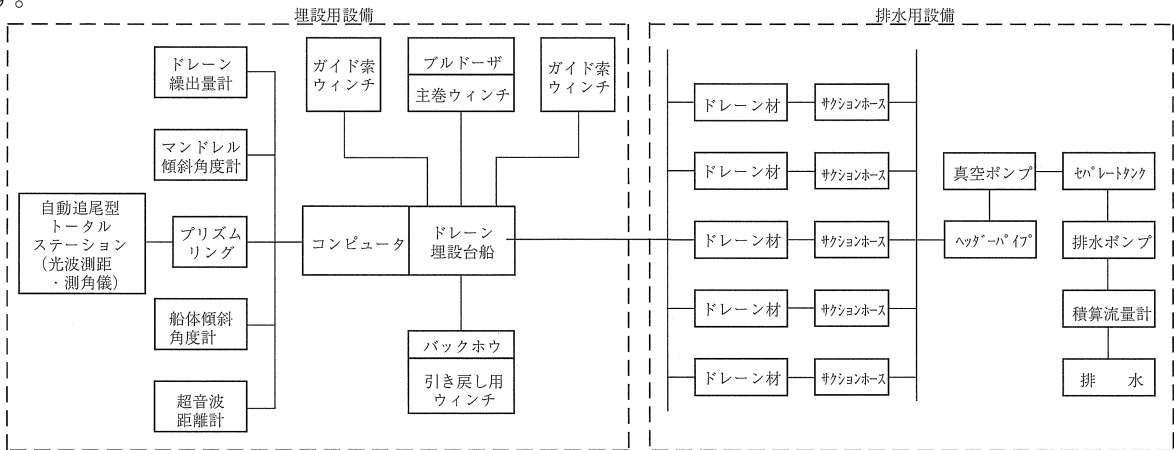 す。
埋設用設備
排水用設備
ドレーン
繰出量計
マンドレル
傾斜角度計
自動追尾型
トータル
ステーション
(光波測距
・測角儀)
プリズム
リング
船体傾斜
角度計
超音波
距離計
ガイド索
ウィンチ
ブルドーザ
主巻ウィンチ
ガイド索
ウィンチ
コンピュータ
ドレーン
埋設台船
バックホウ
引き戻し用
ウィンチ
ドレーン材
サクションホース
ドレーン材
サクションホース
ドレーン材
サクションホース
ドレーン材
サクションホース
ドレーン材
サクションホース
真空ポンプ
セパレートタンク
ヘッダーパイプ
排水ポンプ
積算流量計
排　水